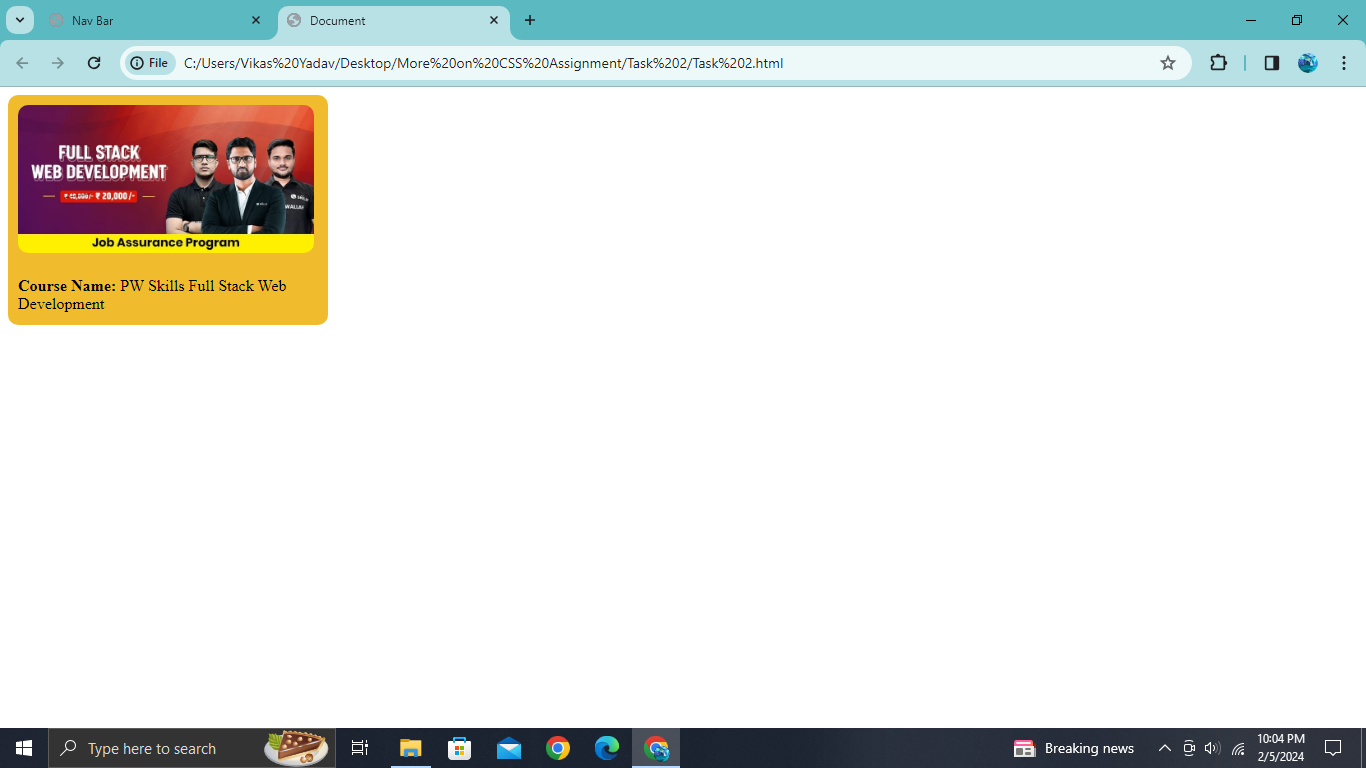 Nav Bar
Document
File
C:/Users/Vikas%20Yadav/Desktop/More%20on%20CSS%20Assignment/Task%202/Task%202.html
FULL STACK
WEB DEVELOPMENT
₹ 20,000 /-
Job Assurance Program
Course Name: PW Skills Full Stack Web
Development
Type here to search
Breaking news
10:04 PM
2/5/2024